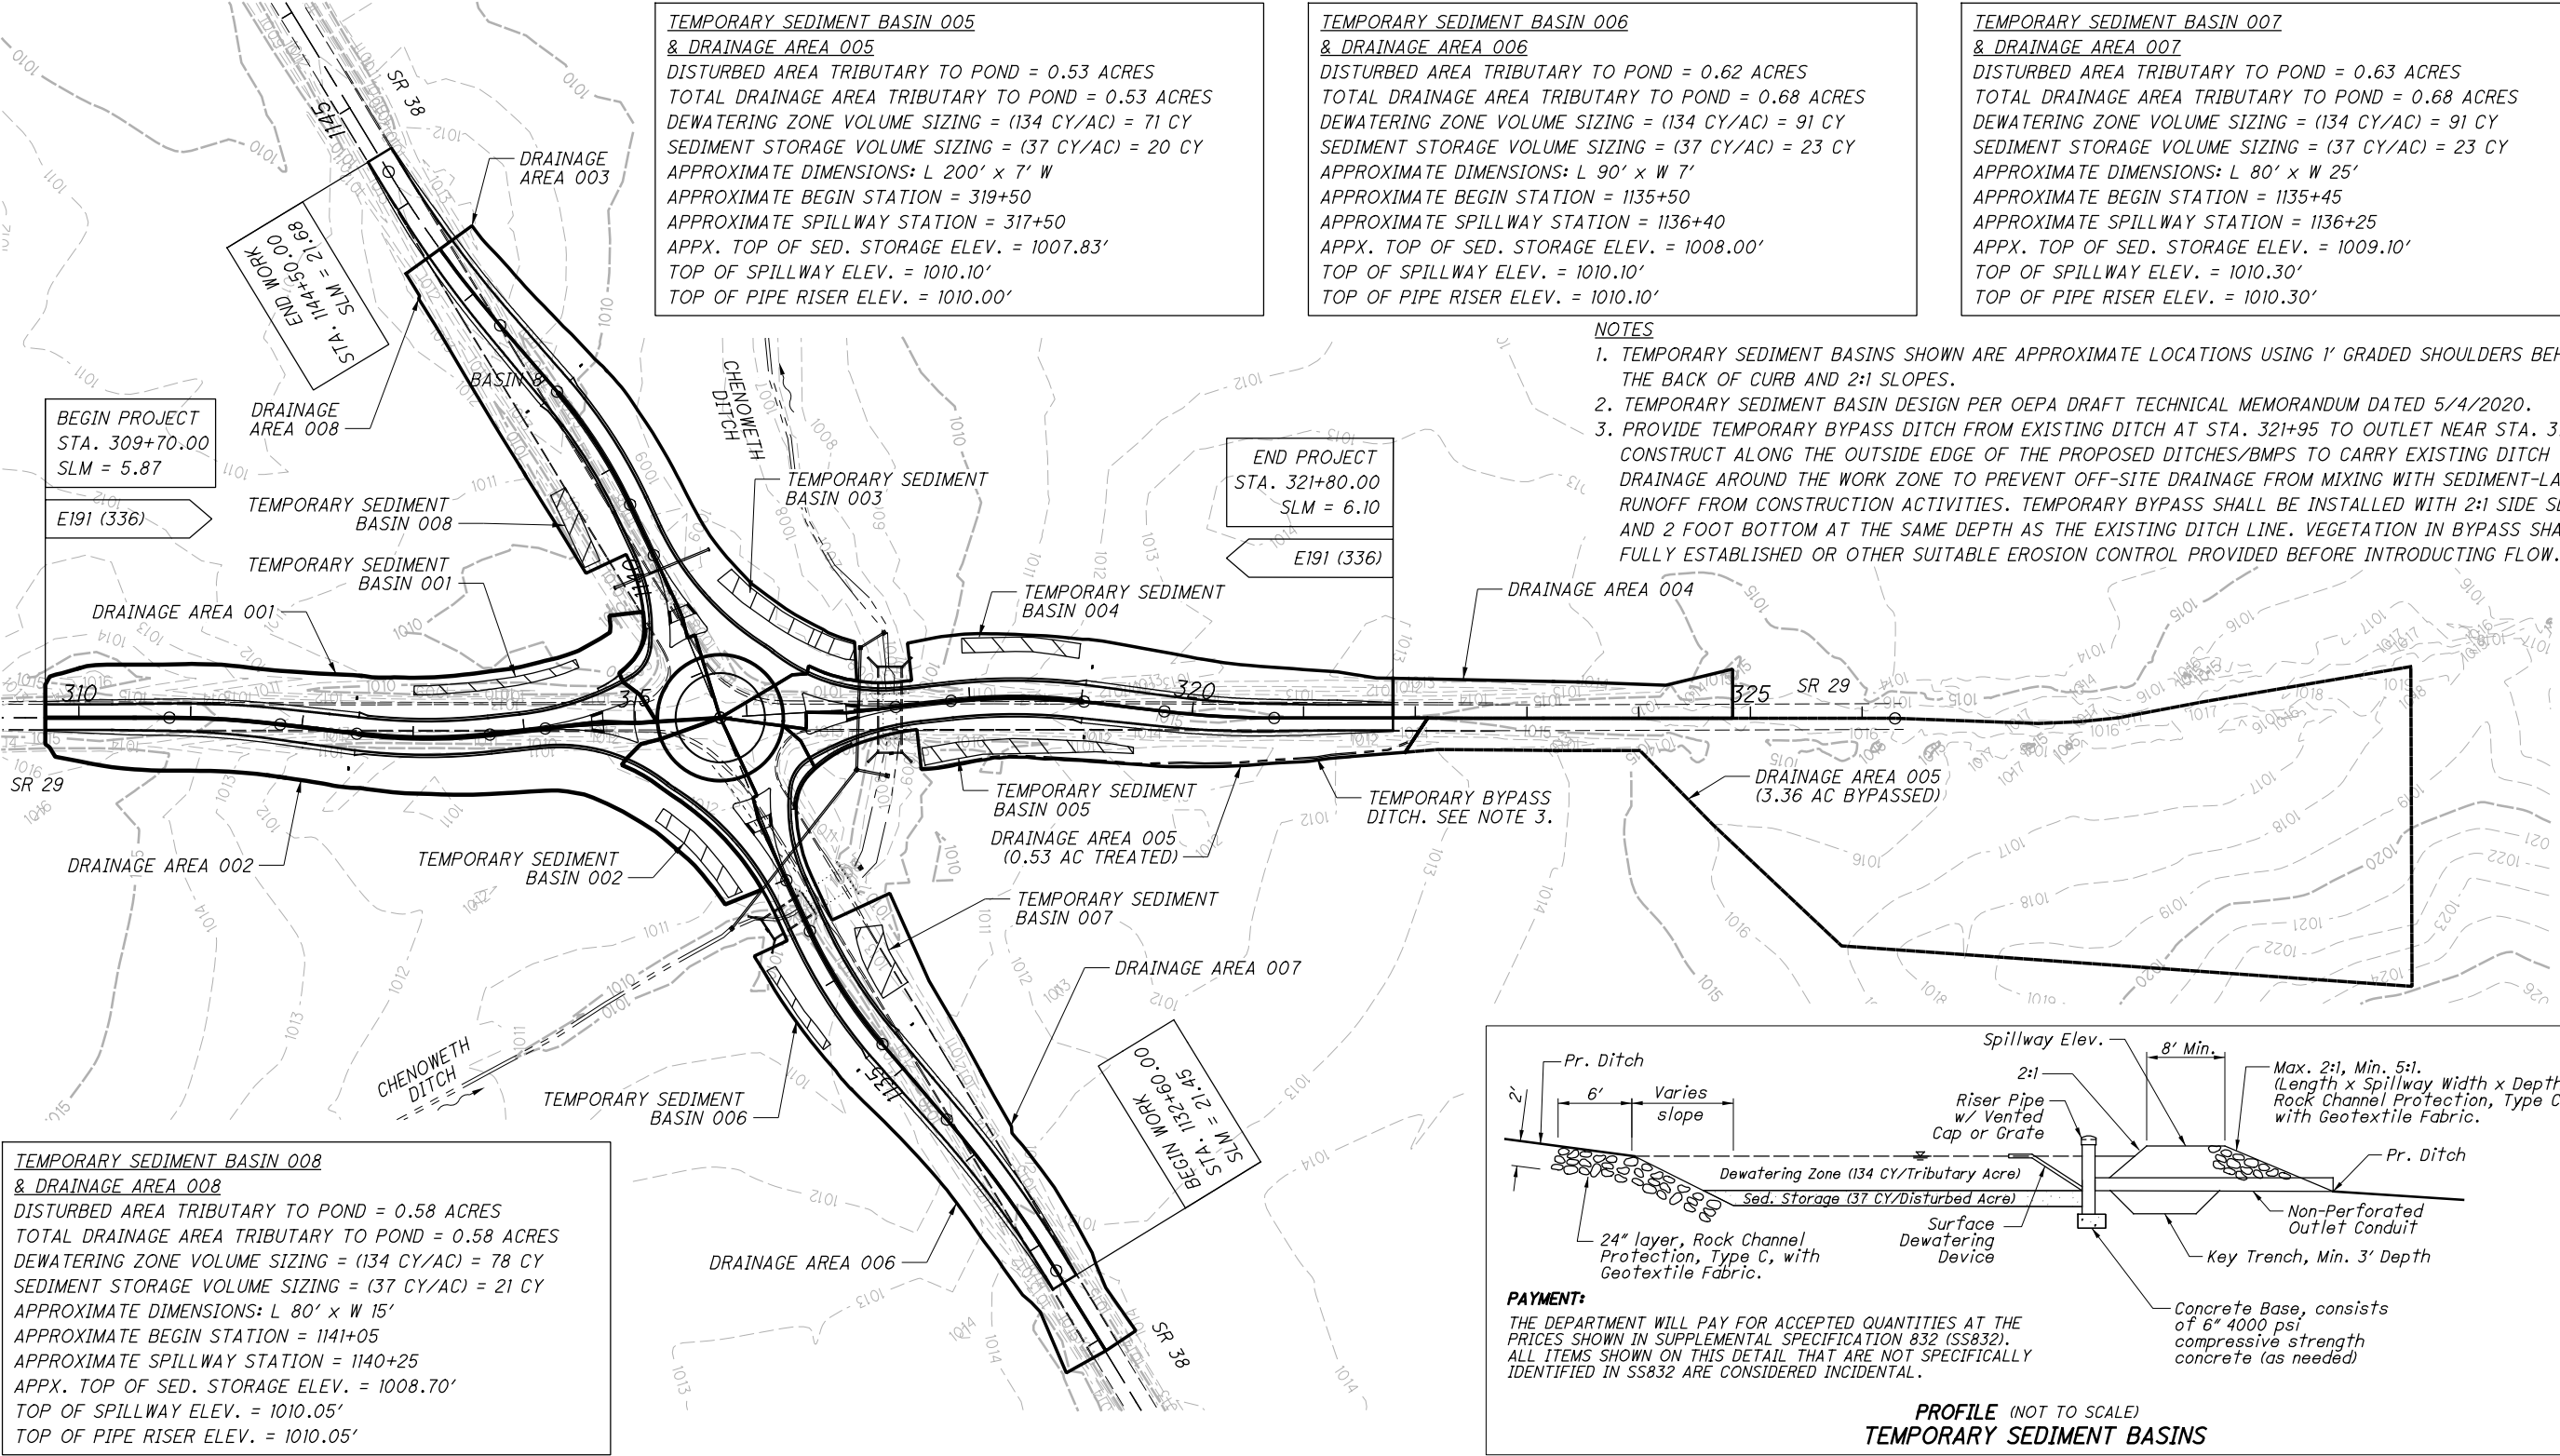 TEMPORARY SEDIMENT BASIN 005
& DRAINAGE AREA 005
DISTURBED AREA TRIBUTARY TO POND = 0.53 ACRES
TOTAL DRAINAGE AREA TRIBUTARY TO POND = 0.53 ACRES
DEWATERING ZONE VOLUME SIZING = (134 CY/AC) = 71 CY
SEDIMENT STORAGE VOLUME SIZING = (37 CY/AC) = 20 CY
APPROXIMATE DIMENSIONS: L 200' x 7' W
APPROXIMATE BEGIN STATION = 319+50
APPROXIMATE SPILLWAY STATION = 317+50
APPX. TOP OF SED. STORAGE ELEV. = 1007.83'
TOP OF SPILLWAY ELEV. = 1010.10'
TOP OF PIPE RISER ELEV. = 1010.00'
TEMPORARY SEDIMENT BASIN 006
& DRAINAGE AREA 006
DISTURBED AREA TRIBUTARY TO POND = 0.62 ACRES
TOTAL DRAINAGE AREA TRIBUTARY TO POND = 0.68 ACRES
DEWATERING ZONE VOLUME SIZING = (134 CY/AC) = 91 CY
SEDIMENT STORAGE VOLUME SIZING = (37 CY/AC) = 23 CY
APPROXIMATE DIMENSIONS: L 90' x W 7'
APPROXIMATE BEGIN STATION = 1135+50
APPROXIMATE SPILLWAY STATION = 1136+40
APPX. TOP OF SED. STORAGE ELEV. = 1008.00'
TOP OF SPILLWAY ELEV. = 1010.10'
TOP OF PIPE RISER ELEV. = 1010.10'
TEMPORARY SEDIMENT BASIN 007
& DRAINAGE AREA 007
DISTURBED AREA TRIBUTARY TO POND = 0.63 ACRES
TOTAL DRAINAGE AREA TRIBUTARY TO POND = 0.68 ACRES
DEWATERING ZONE VOLUME SIZING = (134 CY/AC) = 91 CY
SEDIMENT STORAGE VOLUME SIZING = (37 CY/AC) = 23 CY
APPROXIMATE DIMENSIONS: L 80' x W 25'
APPROXIMATE BEGIN STATION = 1135+45
APPROXIMATE SPILLWAY STATION = 1136+25
APPX. TOP OF SED. STORAGE ELEV. = 1009.10'
TOP OF SPILLWAY ELEV. = 1010.30'
TOP OF PIPE RISER ELEV. = 1010.30'
NOTES
1. TEMPORARY SEDIMENT BASINS SHOWN ARE APPROXIMATE LOCATIONS USING 1' GRADED SHOULDERS
THE BACK OF CURB AND 2:1 SLOPES.
2. TEMPORARY SEDIMENT BASIN DESIGN PER OEPA DRAFT TECHNICAL MEMORANDUM DATED 5/4/2020.
3. PROVIDE TEMPORARY BYPASS DITCH FROM EXISTING DITCH AT STA. 321+95 TO OUTLET NEAR STA.
CONSTRUCT ALONG THE OUTSIDE EDGE OF THE PROPOSED DITCHES/BMPS TO CARRY EXISTING DITCH
DRAINAGE AROUND THE WORK ZONE TO PREVENT OFF-SITE DRAINAGE FROM MIXING WITH
RUNOFF FROM CONSTRUCTION ACTIVITIES. TEMPORARY BYPASS SHALL BE INSTALLED WITH 2:1 SIDE
AND 2 FOOT BOTTOM AT THE SAME DEPTH AS THE EXISTING DITCH LINE. VEGETATION IN BYPASS
FULLY ESTABLISHED OR OTHER SUITABLE EROSION CONTROL PROVIDED BEFORE INTRODUCTING FLOW.
SR 38
1145
DRAINAGE
AREA 003
STA. 1144+50.00
END WORK
SLM = 21.68
BASIN 8
DRAINAGE
AREA 008
CHENOWETH
DITCH
BEGIN PROJECT
STA. 309+70.00
SLM = 5.87
E191 (336)
END PROJECT
STA. 321+80.00
SLM = 6.10
E191 (336)
TEMPORARY SEDIMENT
BASIN 008
TEMPORARY SEDIMENT
BASIN 003
TEMPORARY SEDIMENT
BASIN 001
1140
TEMPORARY SEDIMENT
BASIN 004
DRAINAGE AREA 001
DRAINAGE AREA 004
310
315
320
325
SR 29
SR 29
DRAINAGE AREA 002
TEMPORARY SEDIMENT
BASIN 002
TEMPORARY SEDIMENT
BASIN 005
DRAINAGE AREA 005
(0.53 AC TREATED)
TEMPORARY BYPASS
DITCH. SEE NOTE 3.
DRAINAGE AREA 005
(3.36 AC BYPASSED)
TEMPORARY SEDIMENT
BASIN 007
DRAINAGE AREA 007
CHENOWETH
DITCH
TEMPORARY SEDIMENT
BASIN 006
1135
BEGIN WORK
STA. 1132+60.00
SLM = 21.45
DRAINAGE AREA 006
SR 38
TEMPORARY SEDIMENT BASIN 008
& DRAINAGE AREA 008
DISTURBED AREA TRIBUTARY TO POND = 0.58 ACRES
TOTAL DRAINAGE AREA TRIBUTARY TO POND = 0.58 ACRES
DEWATERING ZONE VOLUME SIZING = (134 CY/AC) = 78 CY
SEDIMENT STORAGE VOLUME SIZING = (37 CY/AC) = 21 CY
APPROXIMATE DIMENSIONS: L 80' x W 15'
APPROXIMATE BEGIN STATION = 1141+05
APPROXIMATE SPILLWAY STATION = 1140+25
APPX. TOP OF SED. STORAGE ELEV. = 1008.70'
TOP OF SPILLWAY ELEV. = 1010.05'
TOP OF PIPE RISER ELEV. = 1010.05'
Pr. Ditch
2'
6'
Varies
slope
Spillway Elev.
8' Min.
2:1
Riser Pipe
w/ Vented
Cap or Grate
Max. 2:1, Min. 5:1.
(Length x Spillway Width x Depth
Rock Channel Protection, Type C
with Geotextile Fabric.
Pr. Ditch
Dewatering Zone (134 CY/Tributary Acre)
Sed. Storage (37 CY/Disturbed Acre)
24" layer, Rock Channel
Protection, Type C, with
Geotextile Fabric.
Surface
Dewatering
Device
Non-Perforated
Outlet Conduit
Key Trench, Min. 3' Depth
Concrete Base, consists
of 6" 4000 psi
compressive strength
concrete (as needed)
PAYMENT:
THE DEPARTMENT WILL PAY FOR ACCEPTED QUANTITIES AT THE
PRICES SHOWN IN SUPPLEMENTAL SPECIFICATION 832 (SS832).
ALL ITEMS SHOWN ON THIS DETAIL THAT ARE NOT SPECIFICALLY
IDENTIFIED IN SS832 ARE CONSIDERED INCIDENTAL.
PROFILE (NOT TO SCALE)
TEMPORARY SEDIMENT BASINS